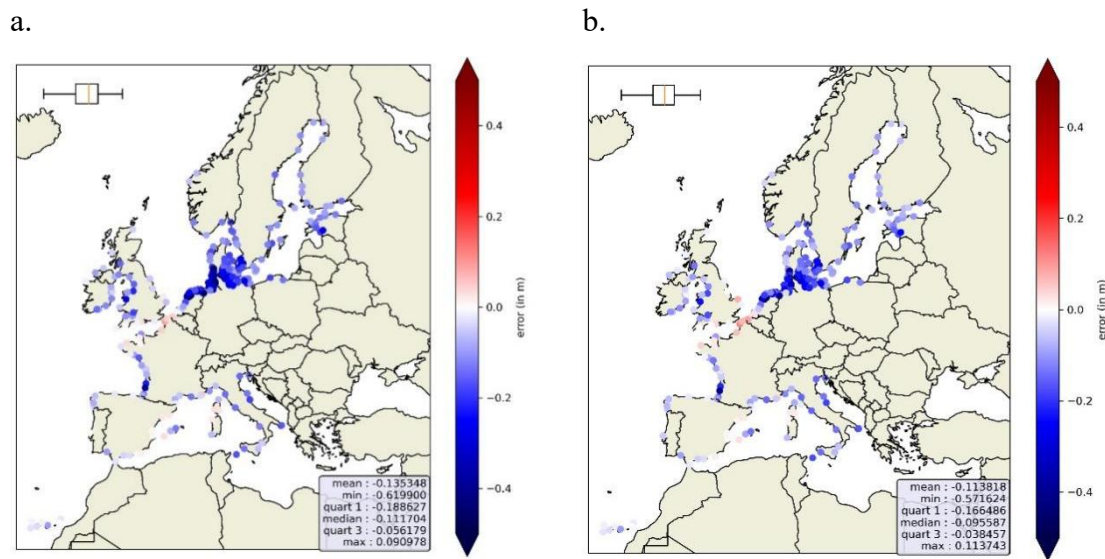 a.
0.4
0.2
0.0
−0.2
−0.4
error (in m)
mean : -0.135348
min : -0.619900
quart 1 : -0.188627
median : -0.111704
quart 3 : -0.056179
max : 0.090978
b.
0.4
0.2
0.0
−0.2
−0.4
error (in m)
mean : -0.113818
min : -0.571624
quart 1 : -0.166486
median : -0.095587
quart 3 : -0.038457
max : 0.113743